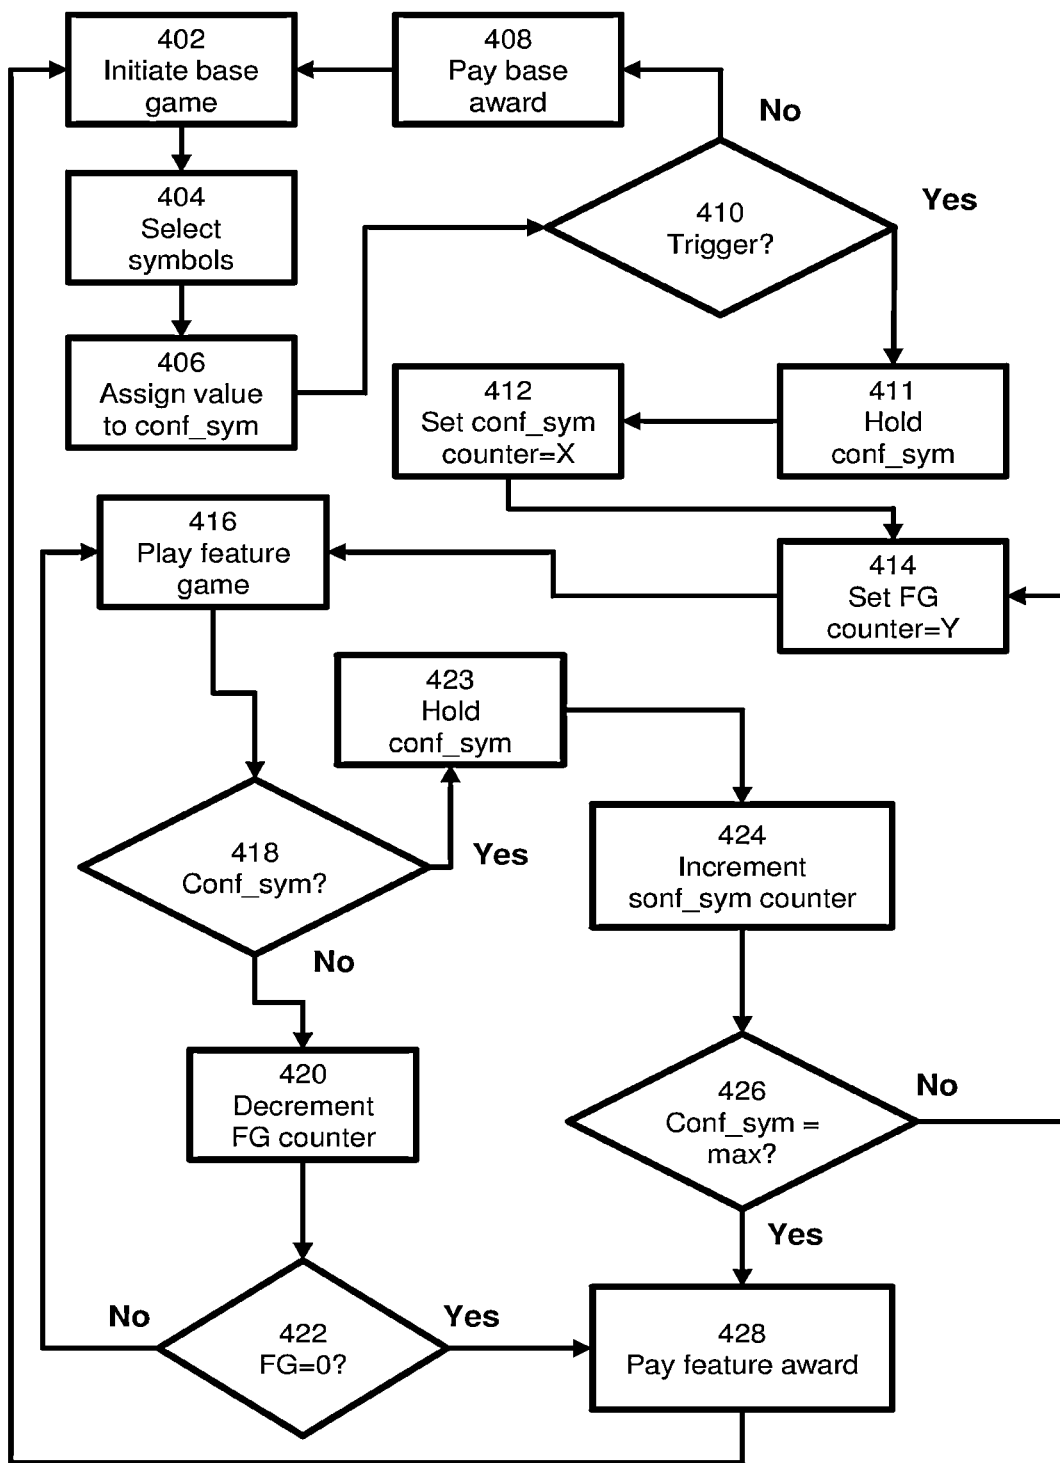 402
Initiate base
game
408
Pay base
award
No
404
Select
symbols
410
Trigger?
Yes
406
Assign value
to conf_sym
412
Set conf_sym
counter=X
411
Hold
conf_sym
416
Play feature
game
414
Set FG
counter=Y
423
Hold
conf_sym
418
Conf_sym?
Yes
424
Increment
sonf_sym counter
No
420
Decrement
FG counter
426
Conf_sym =
max?
No
Yes
No
422
FG=0?
Yes
428
Pay feature award